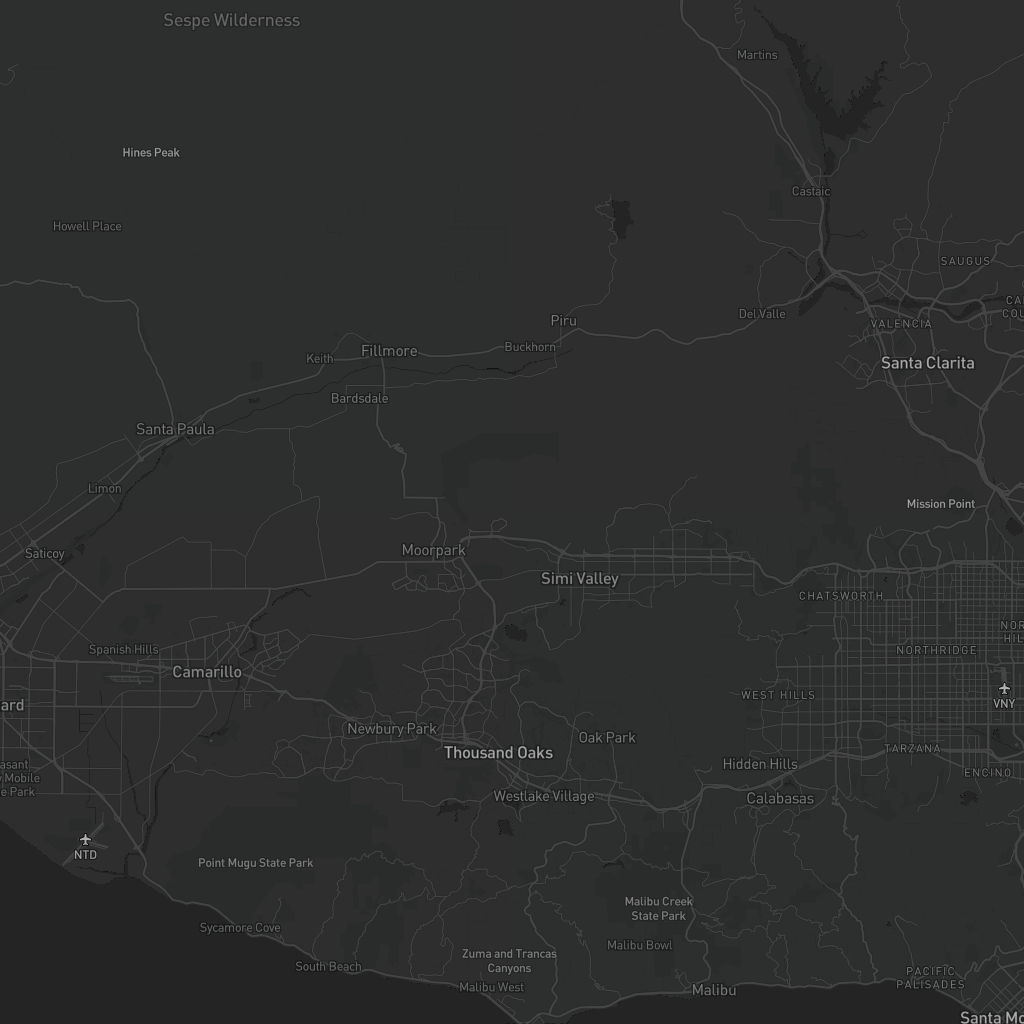 Sespe Wilderness
Martins
Hines Peak
Castaic
Howell Place
SAUGUS
CA
COU
Del Valle
Piru
VALENCIA
Buckhorn
Fillmore
Keith
Santa Clarita
Bardsdale
Santa Paula
Limon
Mission Point
Moorpark
Saticoy
Simi Valley
CHATSWORTH
NOR
HIL
Spanish Hills
NORTHRIDGE
Camarillo
WEST HILLS
ard
VNY
Newbury Park
Oak Park
Thousand Oaks
TARZANA
asant
y Mobile
e Park
Hidden Hills
ENCINO
Westlake Village
Calabasas
NTD
Point Mugu State Park
Malibu Creek
State Park
Sycamore Cove
Malibu Bowl
Zuma and Trancas
Canyons
South Beach
PACIFIC
PALISADES
Malibu West
Malibu
Santa Mo